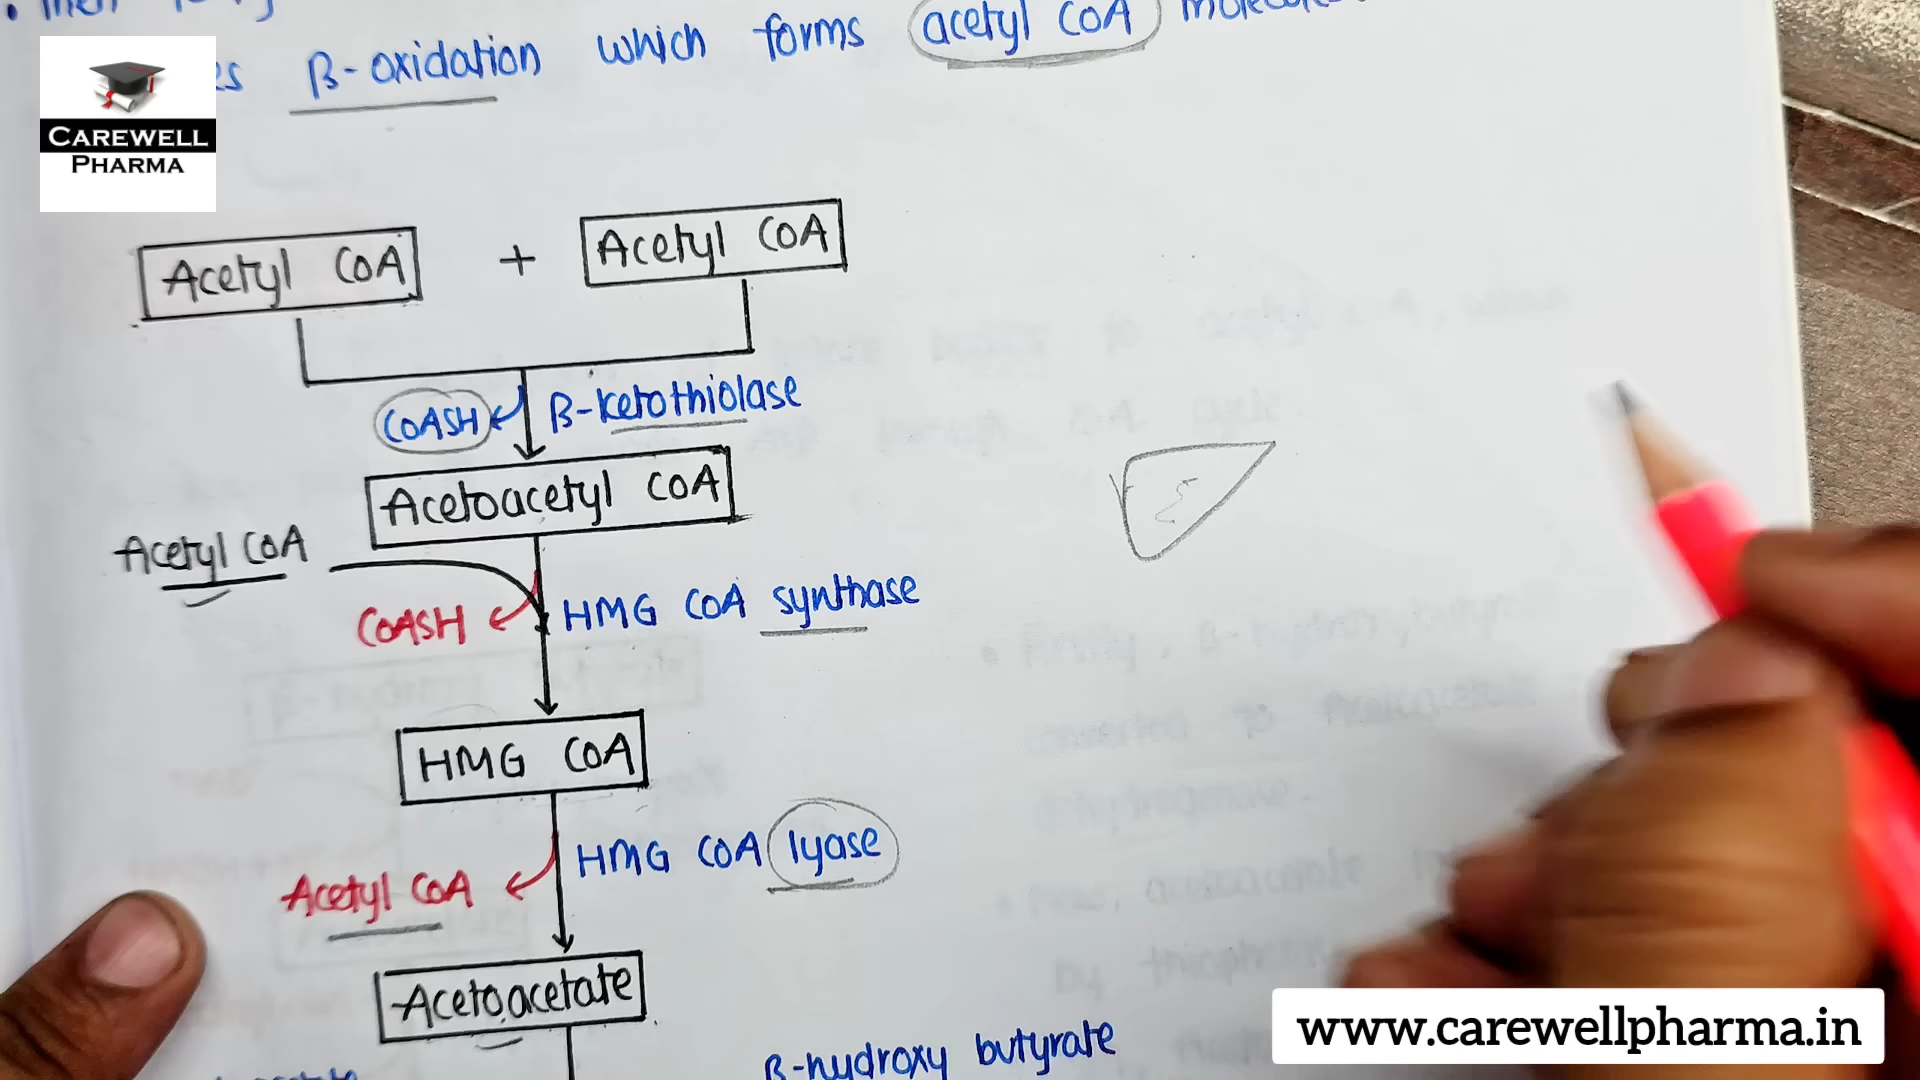 β-oxidation which forms acetyl CoA
CAREWELL
PHARMA
Acetyl CoA + Acetyl CoA
CoASH β-ketothiolase
Acetoacetyl CoA
Acetyl CoA
CoASH HMG CoA synthase
HMG CoA
HMG CoA lyase
Acetyl CoA
Acetoacetate
β-hydroxy butyrate
www.carewellpharma.in